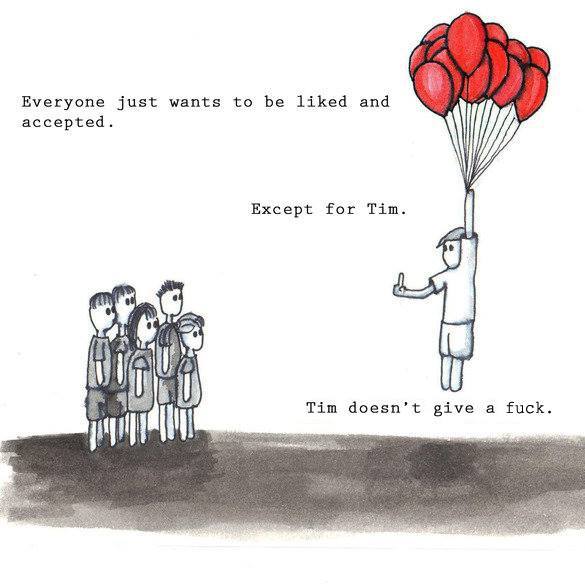 Everyone just wants to be liked and
accepted.
Except for Tim.
Tim doesn't give a fuck.